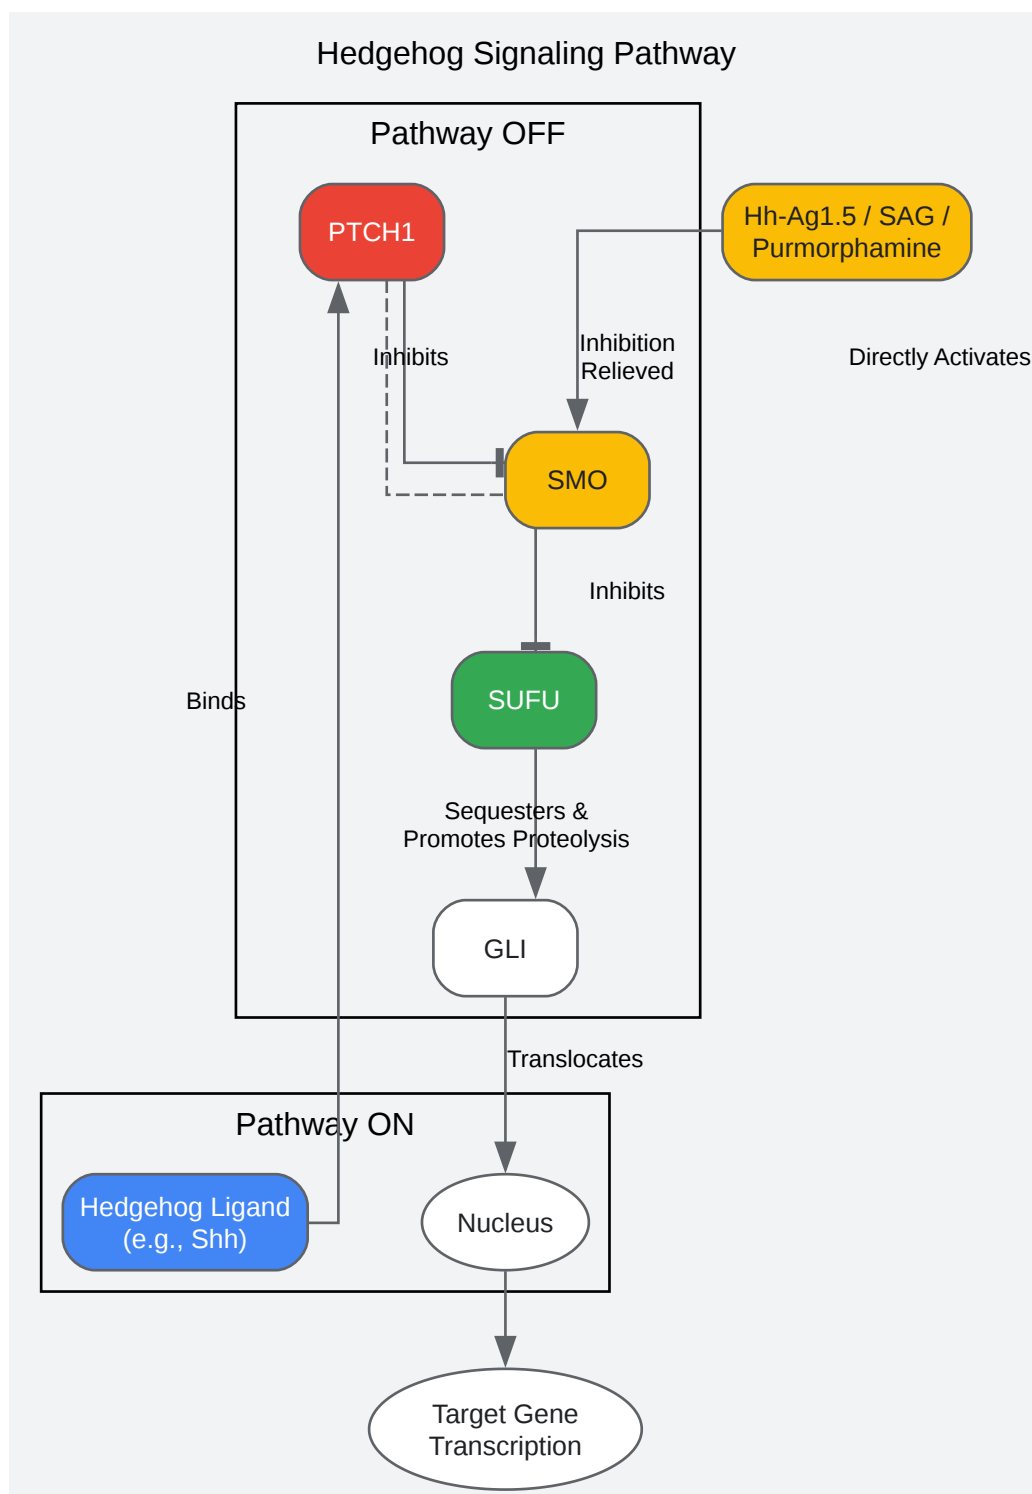 Hedgehog Signaling Pathway
Pathway OFF
PTCH1
Hh-Ag1.5 / SAG /
Purmorphamine
Inhibits
Inhibition
Relieved
Directly Activates
SMO
Inhibits
SUFU
Binds
Sequesters &
Promotes Proteolysis
GLI
Translocates
Pathway ON
Hedgehog Ligand
(e.g., Shh)
Nucleus
Target Gene
Transcription